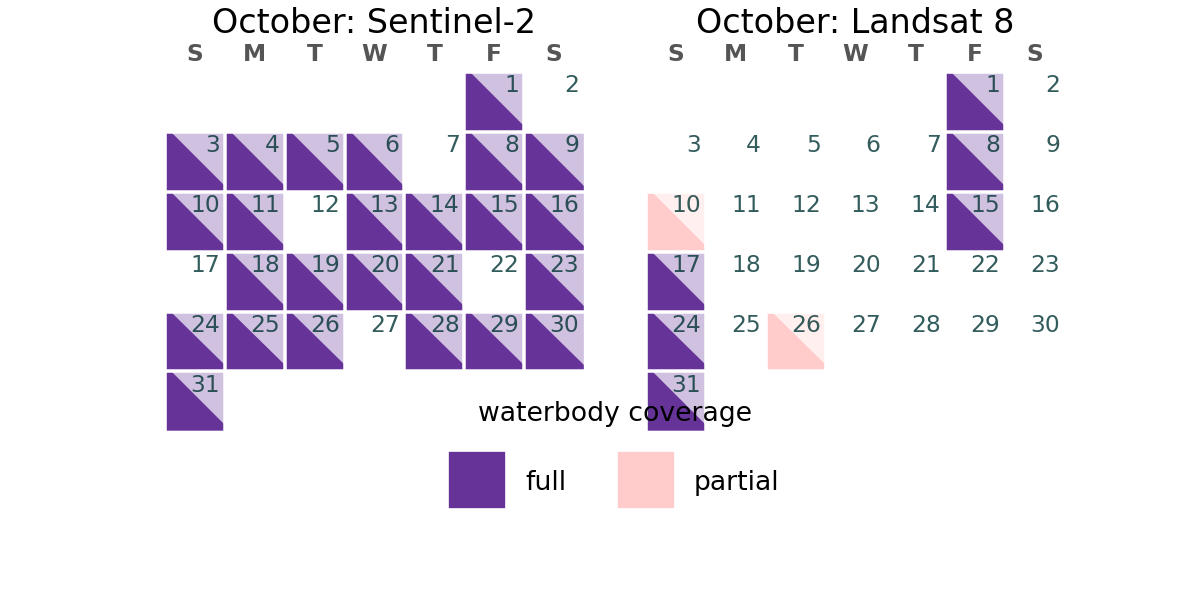 October: Sentinel-2
S M T W T F S
1 2
3 4 5 6 7 8 9
10 11 12 13 14 15 16
17 18 19 20 21 22 23
24 25 26 27 28 29 30
31
October: Landsat 8
S M T W T F S
1 2
3 4 5 6 7 8 9
10 11 12 13 14 15 16
17 18 19 20 21 22 23
24 25 26 27 28 29 30
31
waterbody coverage
full
partial